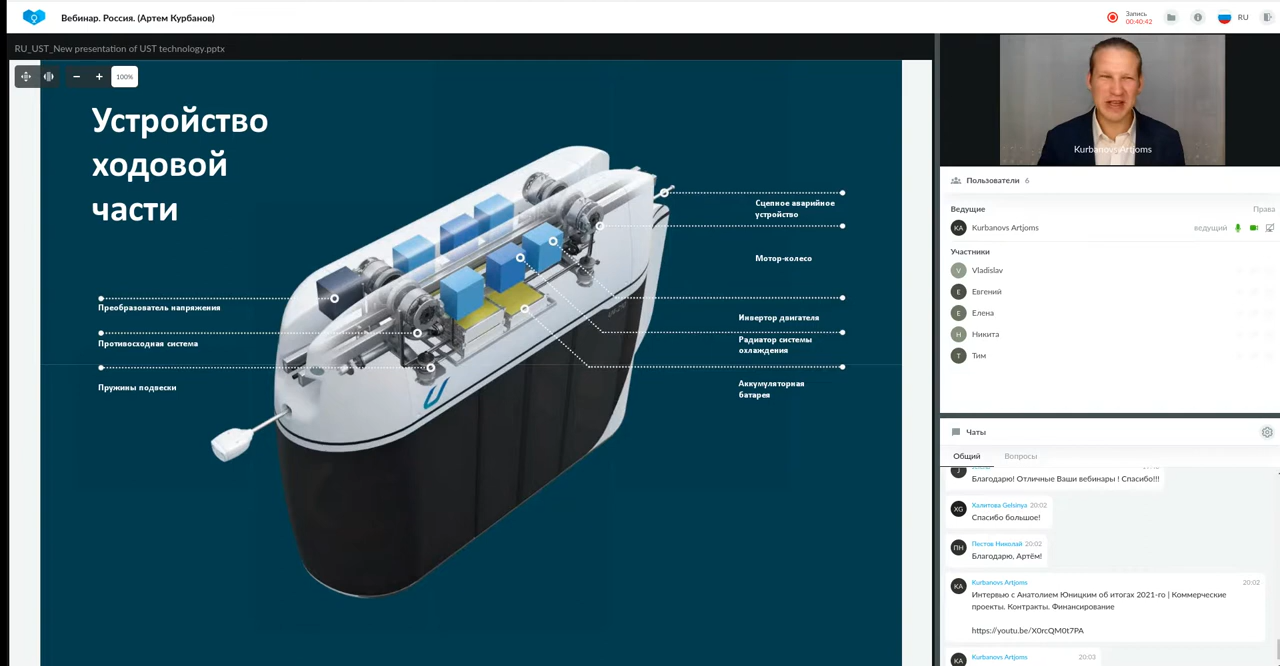 Вебинар. Россия. (Артем Курбанов)
Запись
00:40:42
RU
RU_UST_New presentation of UST technology.pptx
100%
Устройство
ходовой
части
Сцепное аварийное
устройство
Мотор-колесо
Преобразователь напряжения
Инвертор двигателя
Противосходная система
Радиатор системы
охлаждения
Пружины подвески
Аккумуляторная
батарея
Kurbanovs Artjoms
Пользователи 6
Ведущие
Права
KA
Kurbanovs Artjoms
ведущий
Участники
V
Vladislav
Е
Евгений
Е
Елена
Н
Никита
Т
Тим
Чаты
Общий
Вопросы
J
Благодарю! Отличные Ваши вебинары ! Спасибо!!!
XG
Халитова Gelsinya 20:02
Спасибо большое!
ПН
Пестов Николай 20:02
Благодарю, Артём!
KA
Kurbanovs Artjoms
20:02
Интервью с Анатолием Юницким об итогах 2021-го | Коммерческие
проекты. Контракты. Финансирование
https://youtu.be/X0rcQM0t7PA
KA
Kurbanovs Artjoms
20:03